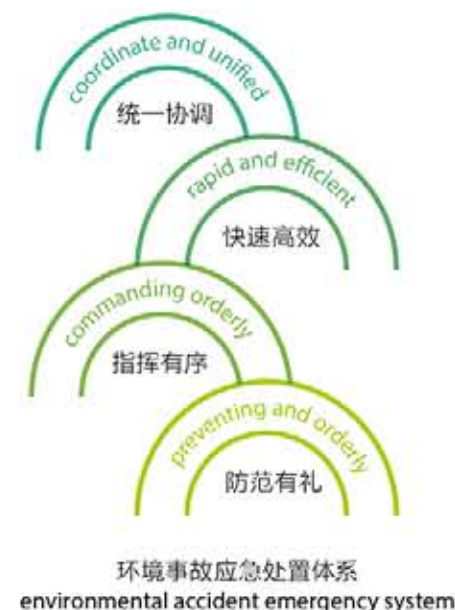 coordinate and unified
统一协调
rapid and efficient
快速高效
commanding orderly
指挥有序
preventing and orderly
防范有礼
环境事故应急处置体系
environmental accident emergency system